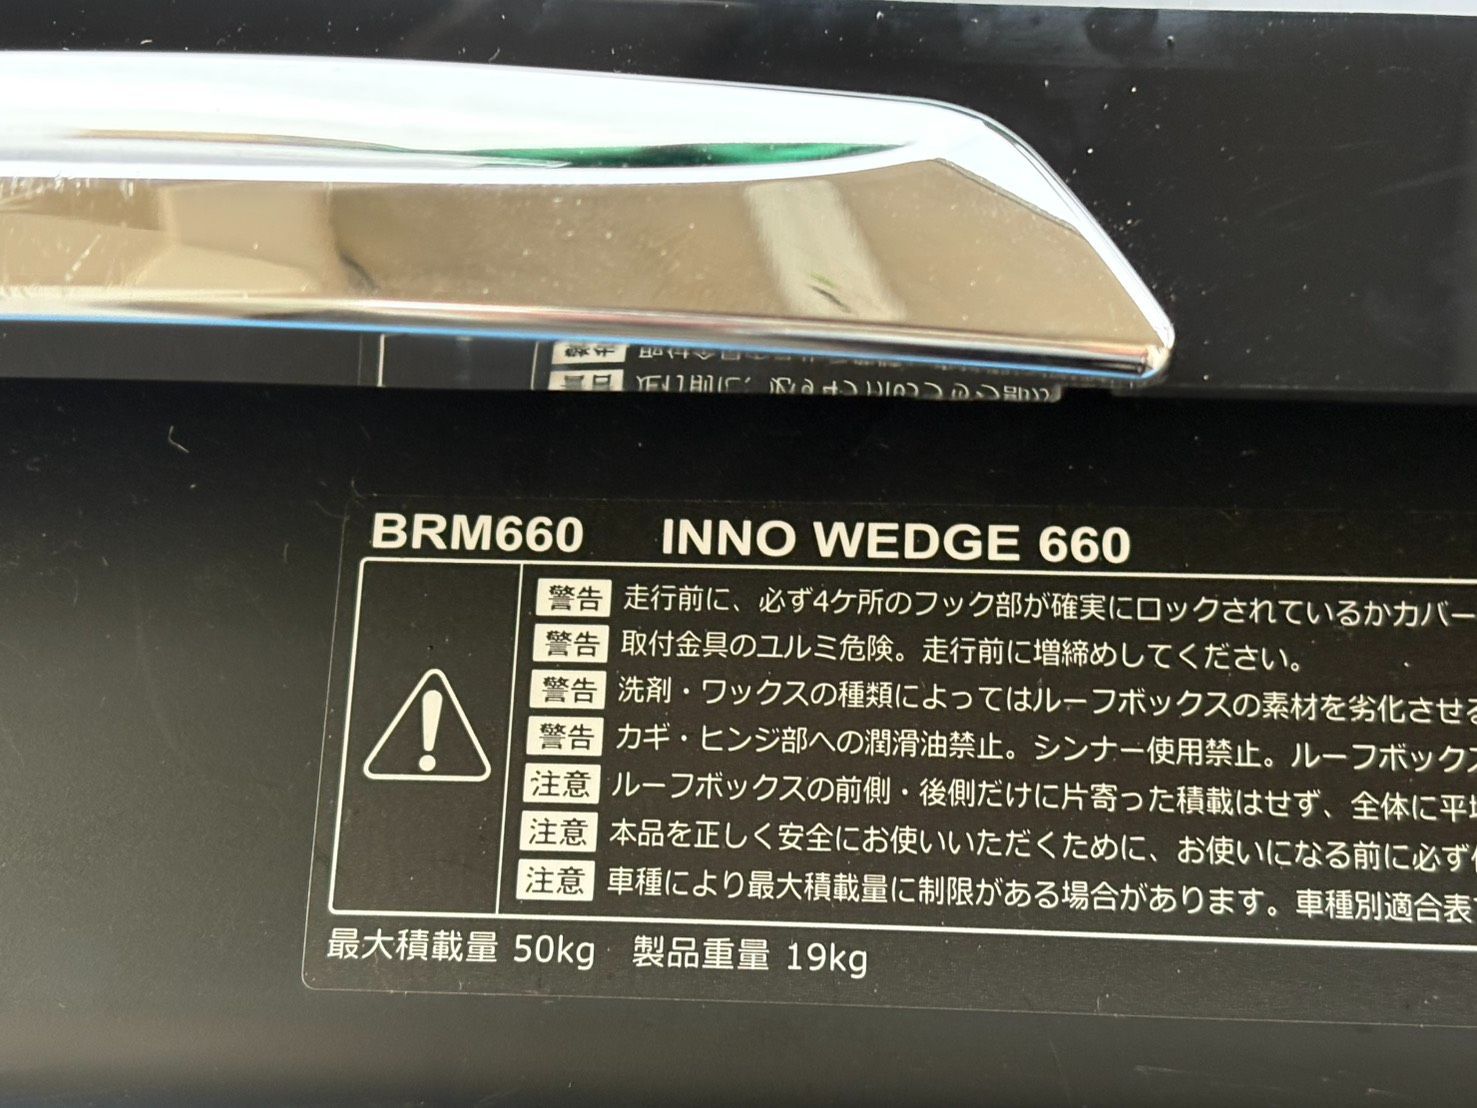 BRM660 INNO WEDGE 660
警告 走行前に、必ず4ケ所のフック部が確実にロックされているかカバー
警告 取付金具のユルミ危険。走行前に増締めしてください。
警告 洗剤・ワックスの種類によってはルーフボックスの素材を劣化させる
警告 カギ・ヒンジ部への潤滑油禁止。シンナー使用禁止。ルーフボックス
注意 ルーフボックスの前側・後側だけに片寄った積載はせず、全体に平均
注意 本品を正しく安全にお使いいただくために、お使いになる前に必ず
注意 車種により最大積載量に制限がある場合があります。車種別適合表
最大積載量 50kg 製品重量 19kg